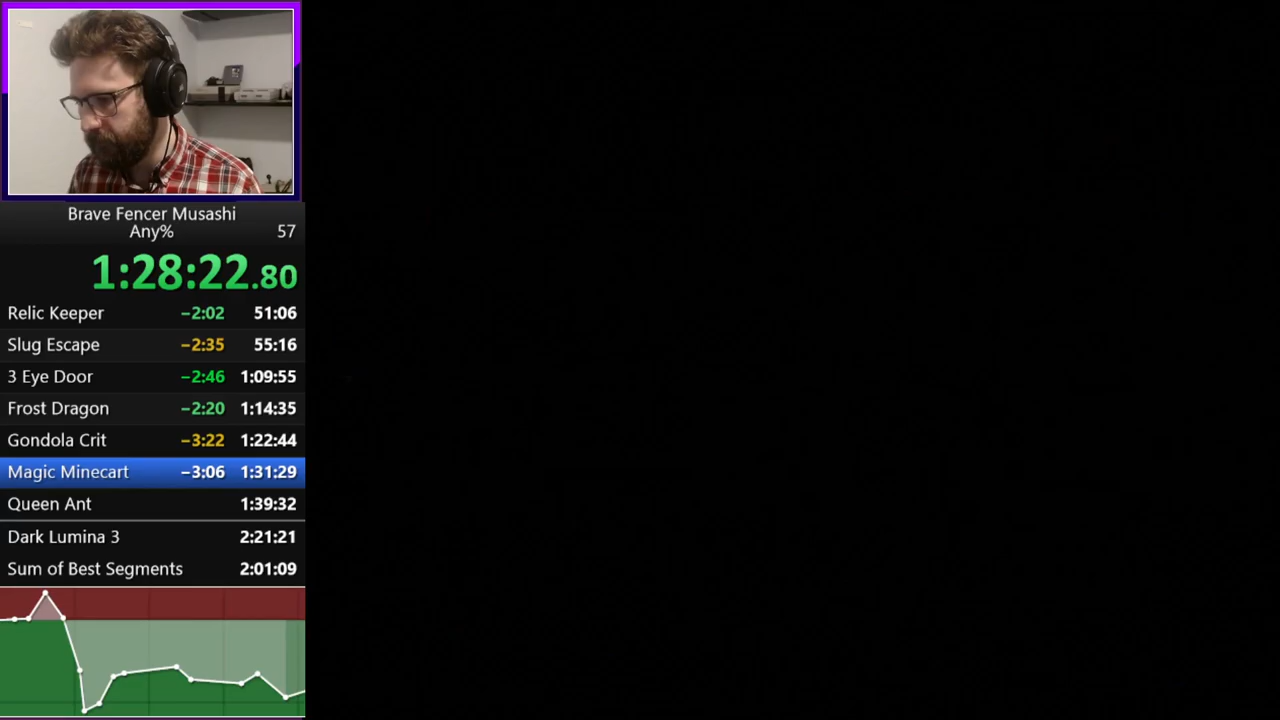 Brave Fencer Musashi
Any% 57
1:28:22.80
Relic Keeper −2:02 51:06
Slug Escape −2:35 55:16
3 Eye Door −2:46 1:09:55
Frost Dragon −2:20 1:14:35
Gondola Crit −3:22 1:22:44
Magic Minecart −3:06 1:31:29
Queen Ant 1:39:32
Dark Lumina 3 2:21:21
Sum of Best Segments 2:01:09